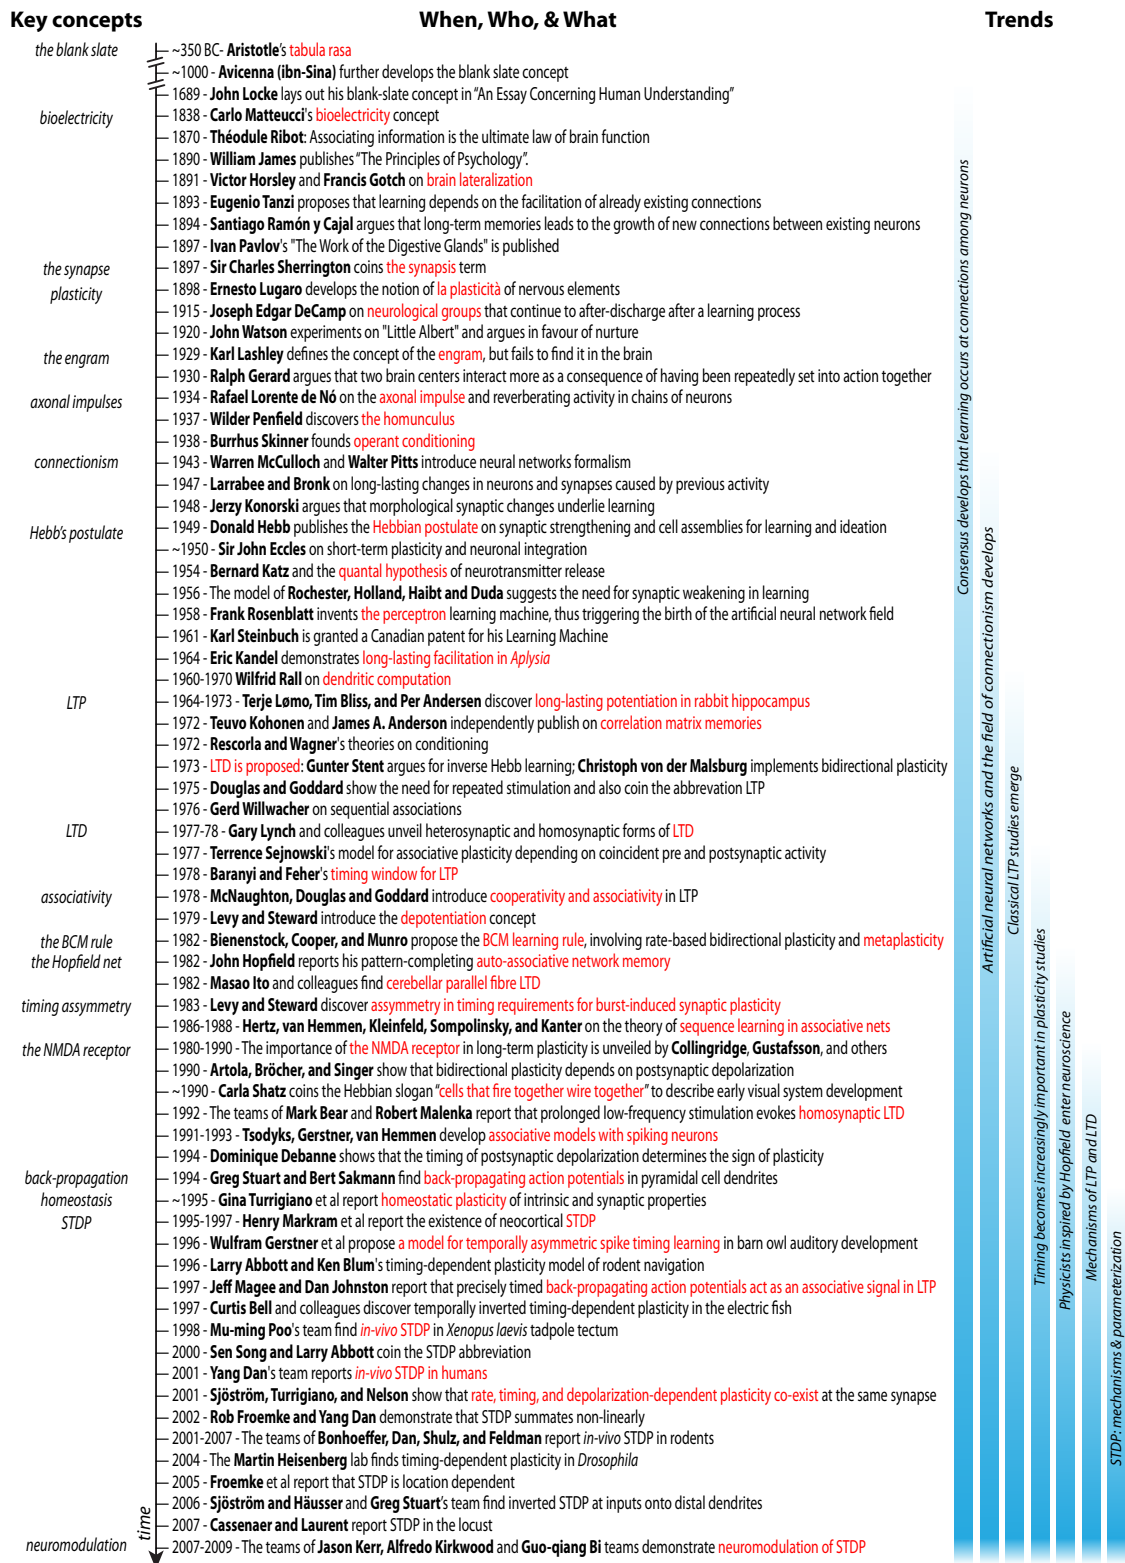 Key concepts
When, Who, & What
Trends
the blank slate
~350 BC- Aristotle's tabula rasa
~1000 - Avicenna (ibn-Sina) further develops the blank slate concept
1689 - John Locke lays out his blank-slate concept in "An Essay Concerning Human Understanding"
bioelectricity
1838 - Carlo Matteucci's bioelectricity concept
1870 - Théodule Ribot: Associating information is the ultimate law of brain function
1890 - William James publishes "The Principles of Psychology".
1891 - Victor Horsley and Francis Gotch on brain lateralization
1893 - Eugenio Tanzi proposes that learning depends on the facilitation of already existing connections
1894 - Santiago Ramón y Cajal argues that long-term memories leads to the growth of new connections between existing neurons
1897 - Ivan Pavlov's "The Work of the Digestive Glands" is published
the synapse
1897 - Sir Charles Sherrington coins the synapsis term
plasticity
1898 - Ernesto Lugaro develops the notion of la plasticità of nervous elements
1915 - Joseph Edgar DeCamp on neurological groups that continue to after-discharge after a learning process
1920 - John Watson experiments on "Little Albert" and argues in favour of nurture
the engram
1929 - Karl Lashley defines the concept of the engram, but fails to find it in the brain
1930 - Ralph Gerard argues that two brain centers interact more as a consequence of having been repeatedly set into action together
axonal impulses
1934 - Rafael Lorente de Nó on the axonal impulse and reverberating activity in chains of neurons
1937 - Wilder Penfield discovers the homunculus
1938 - Burrhus Skinner founds operant conditioning
connectionism
1943 - Warren McCulloch and Walter Pitts introduce neural networks formalism
1947 - Larrabee and Bronk on long-lasting changes in neurons and synapses caused by previous activity
1948 - Jerzy Konorski argues that morphological synaptic changes underlie learning
Hebb's postulate
1949 - Donald Hebb publishes the Hebbian postulate on synaptic strengthening and cell assemblies for learning and ideation
~1950 - Sir John Eccles on short-term plasticity and neuronal integration
1954 - Bernard Katz and the quantal hypothesis of neurotransmitter release
1956 - The model of Rochester, Holland, Haibt and Duda suggests the need for synaptic weakening in learning
1958 - Frank Rosenblatt invents the perceptron learning machine, thus triggering the birth of the artificial neural network field
1961 - Karl Steinbuch is granted a Canadian patent for his Learning Machine
1964 - Eric Kandel demonstrates long-lasting facilitation in Aplysia
1960-1970 Wilfrid Rall on dendritic computation
LTP
1964-1973 - Terje Lømo, Tim Bliss, and Per Andersen discover long-lasting potentiation in rabbit hippocampus
1972 - Teuvo Kohonen and James A. Anderson independently publish on correlation matrix memories
1972 - Rescorla and Wagner's theories on conditioning
1973 - LTD is proposed: Gunter Stent argues for inverse Hebb learning; Christoph von der Malsburg implements bidirectional plasticity
1975 - Douglas and Goddard show the need for repeated stimulation and also coin the abbrevation LTP
1976 - Gerd Willwacher on sequential associations
LTD
1977-78 - Gary Lynch and colleagues unveil heterosynaptic and homosynaptic forms of LTD
1977 - Terrence Sejnowski's model for associative plasticity depending on coincident pre and postsynaptic activity
1978 - Baranyi and Feher's timing window for LTP
associativity
1978 - McNaughton, Douglas and Goddard introduce cooperativity and associativity in LTP
1979 - Levy and Steward introduce the depotentiation concept
the BCM rule
1982 - Bienenstock, Cooper, and Munro propose the BCM learning rule, involving rate-based bidirectional plasticity and metaplasticity
the Hopfield net
1982 - John Hopfield reports his pattern-completing auto-associative network memory
1982 - Masao Ito and colleagues find cerebellar parallel fibre LTD
timing assymmetry
1983 - Levy and Steward discover assymmetry in timing requirements for burst-induced synaptic plasticity
1986-1988 - Hertz, van Hemmen, Kleinfeld, Sompolinsky, and Kanter on the theory of sequence learning in associative nets
the NMDA receptor
1980-1990 - The importance of the NMDA receptor in long-term plasticity is unveiled by Collingridge, Gustafsson, and others
1990 - Artola, Bröcher, and Singer show that bidirectional plasticity depends on postsynaptic depolarization
~1990 - Carla Shatz coins the Hebbian slogan "cells that fire together wire together" to describe early visual system development
1992 - The teams of Mark Bear and Robert Malenka report that prolonged low-frequency stimulation evokes homosynaptic LTD
1991-1993 - Tsodyks, Gerstner, van Hemmen develop associative models with spiking neurons
1994 - Dominique Debanne shows that the timing of postsynaptic depolarization determines the sign of plasticity
back-propagation
1994 - Greg Stuart and Bert Sakmann find back-propagating action potentials in pyramidal cell dendrites
homeostasis
~1995 - Gina Turrigiano et al report homeostatic plasticity of intrinsic and synaptic properties
STDP
1995-1997 - Henry Markram et al report the existence of neocortical STDP
1996 - Wulfram Gerstner et al propose a model for temporally asymmetric spike timing learning in barn owl auditory development
1996 - Larry Abbott and Ken Blum's timing-dependent plasticity model of rodent navigation
1997 - Jeff Magee and Dan Johnston report that precisely timed back-propagating action potentials act as an associative signal in LTP
1997 - Curtis Bell and colleagues discover temporally inverted timing-dependent plasticity in the electric fish
1998 - Mu-ming Poo's team find in-vivo STDP in Xenopus laevis tadpole tectum
2000 - Sen Song and Larry Abbott coin the STDP abbreviation
2001 - Yang Dan's team reports in-vivo STDP in humans
2001 - Sjöström, Turrigiano, and Nelson show that rate, timing, and depolarization-dependent plasticity co-exist at the same synapse
2002 - Rob Froemke and Yang Dan demonstrate that STDP summates non-linearly
2001-2007 - The teams of Bonhoeffer, Dan, Shulz, and Feldman report in-vivo STDP in rodents
2004 - The Martin Heisenberg lab finds timing-dependent plasticity in Drosophila
2005 - Froemke et al report that STDP is location dependent
2006 - Sjöström and Häusser and Greg Stuart's team find inverted STDP at inputs onto distal dendrites
2007 - Cassenaer and Laurent report STDP in the locust
neuromodulation
2007-2009 - The teams of Jason Kerr, Alfredo Kirkwood and Guo-qiang Bi teams demonstrate neuromodulation of STDP
time
Consensus develops that learning occurs at connections among neurons
Artificial neural networks and the field of connectionism develops
Classical LTP studies emerge
Timing becomes increasingly important in plasticity studies
Physicists inspired by Hopfield enter neuroscience
Mechanisms of LTP and LTD
STDP: mechanisms & parameterization